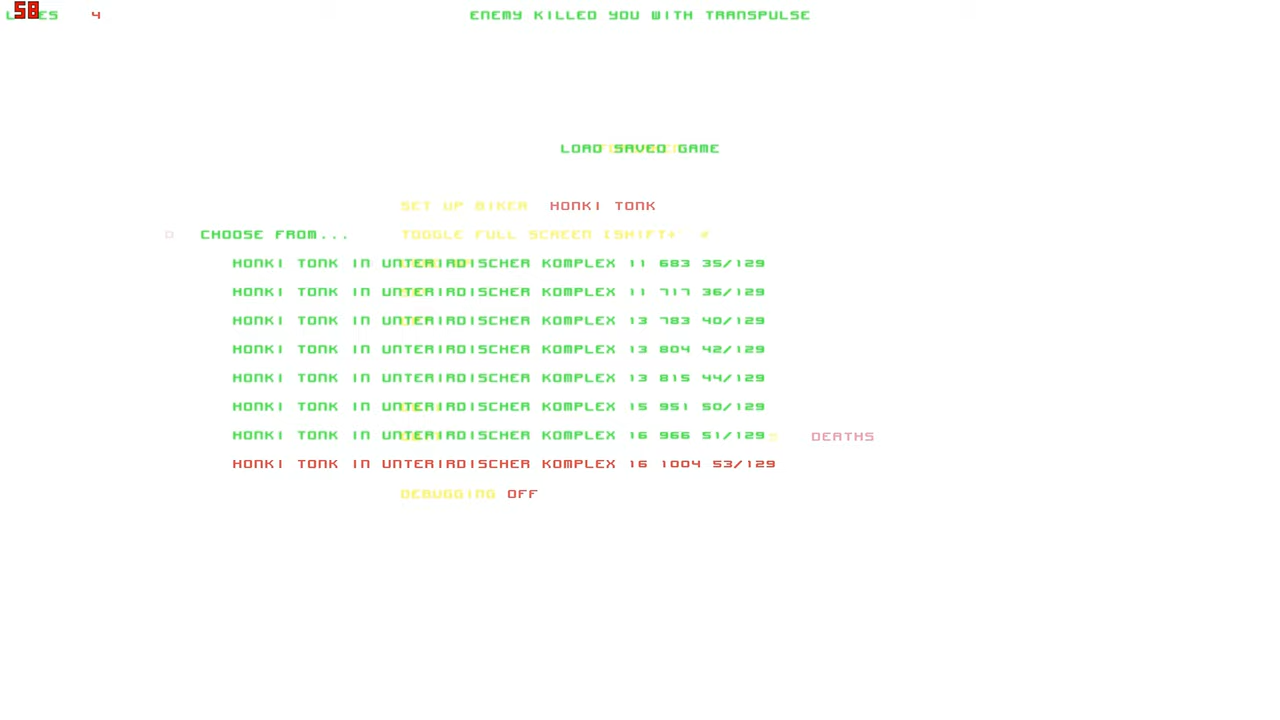 58 ES 4 ENEMY KILLED YOU WITH TRANSPULSE
LOAD SAVED GAME
SET UP BIKER HONKI TONK
CHOOSE FROM... TOGGLE FULL SCREEN (SHIFT+
HONKI TONK IN UNTERIRDISCHER KOMPLEX 11 683 35/129
HONKI TONK IN UNTERIRDISCHER KOMPLEX 11 717 36/129
HONKI TONK IN UNTERIRDISCHER KOMPLEX 13 783 40/129
HONKI TONK IN UNTERIRDISCHER KOMPLEX 13 804 42/129
HONKI TONK IN UNTERIRDISCHER KOMPLEX 13 815 44/129
HONKI TONK IN UNTERIRDISCHER KOMPLEX 15 951 50/129
HONKI TONK IN UNTERIRDISCHER KOMPLEX 16 966 51/129 DEATHS
HONKI TONK IN UNTERIRDISCHER KOMPLEX 16 1004 53/129
DEBUGGING OFF